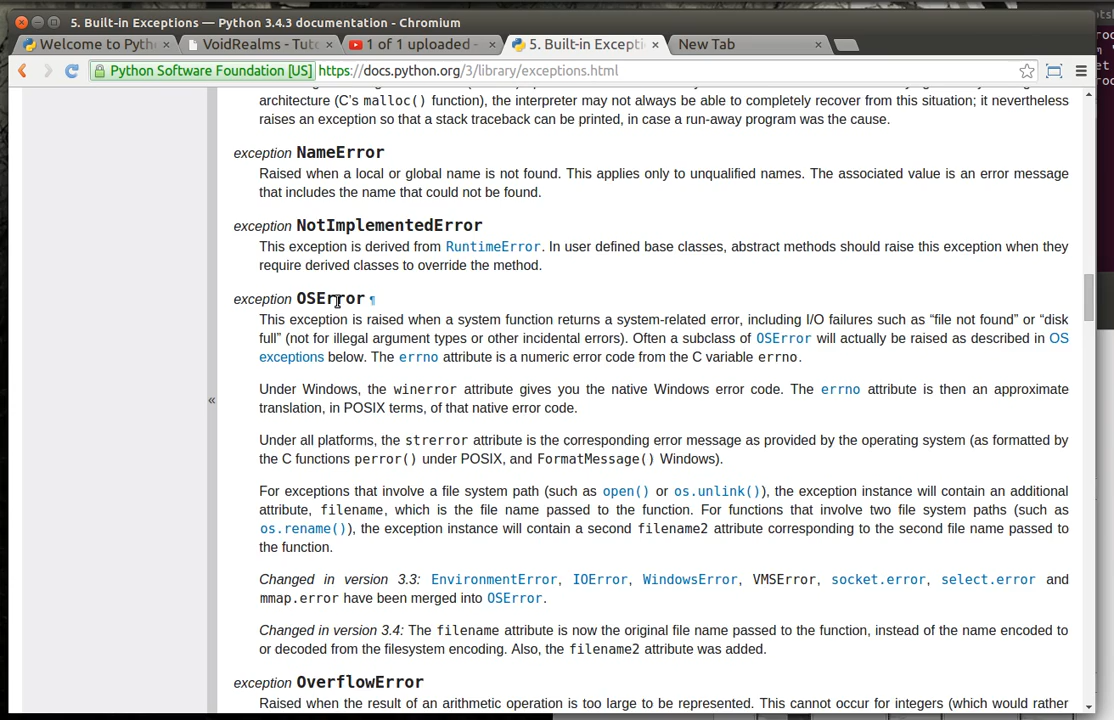 5. Built-in Exceptions — Python 3.4.3 documentation - Chromium
Welcome to Pyth
VoidRealms - Tut
1 of 1 uploaded -
5. Built-in Excepti
New Tab
Python Software Foundation [US] https://docs.python.org/3/library/exceptions.html
architecture (C's malloc() function), the interpreter may not always be able to completely recover from this situation; it nevertheless
raises an exception so that a stack traceback can be printed, in case a run-away program was the cause.
exception NameError
Raised when a local or global name is not found. This applies only to unqualified names. The associated value is an error message
that includes the name that could not be found.
exception NotImplementedError
This exception is derived from RuntimeError. In user defined base classes, abstract methods should raise this exception when they
require derived classes to override the method.
exception OSError ¶
This exception is raised when a system function returns a system-related error, including I/O failures such as “file not found” or “disk
full” (not for illegal argument types or other incidental errors). Often a subclass of OSError will actually be raised as described in OS
exceptions below. The errno attribute is a numeric error code from the C variable errno.
Under Windows, the winerror attribute gives you the native Windows error code. The errno attribute is then an approximate
translation, in POSIX terms, of that native error code.
«
Under all platforms, the strerror attribute is the corresponding error message as provided by the operating system (as formatted by
the C functions perror() under POSIX, and FormatMessage() Windows).
For exceptions that involve a file system path (such as open() or os.unlink()), the exception instance will contain an additional
attribute, filename, which is the file name passed to the function. For functions that involve two file system paths (such as
os.rename()), the exception instance will contain a second filename2 attribute corresponding to the second file name passed to
the function.
Changed in version 3.3: EnvironmentError, IOError, WindowsError, VMSError, socket.error, select.error and
mmap.error have been merged into OSError.
Changed in version 3.4: The filename attribute is now the original file name passed to the function, instead of the name encoded to
or decoded from the filesystem encoding. Also, the filename2 attribute was added.
exception OverflowError
Raised when the result of an arithmetic operation is too large to be represented. This cannot occur for integers (which would rather